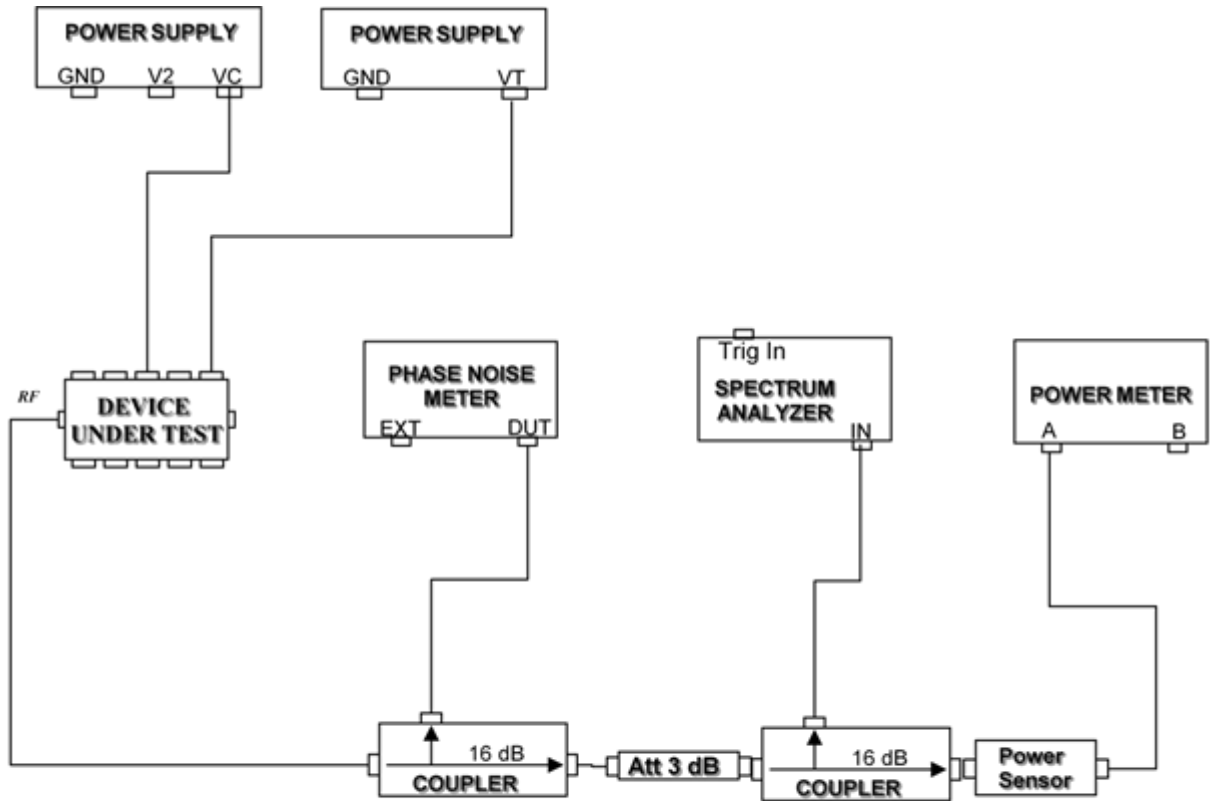 POWER SUPPLY
GND V2 VC
POWER SUPPLY
GND VT
RF
DEVICE
UNDER TEST
PHASE NOISE
METER
EXT DUT
Trig In
SPECTRUM
ANALYZER
IN
POWER METER
A B
16 dB
COUPLER
Att 3 dB
16 dB
COUPLER
Power
Sensor